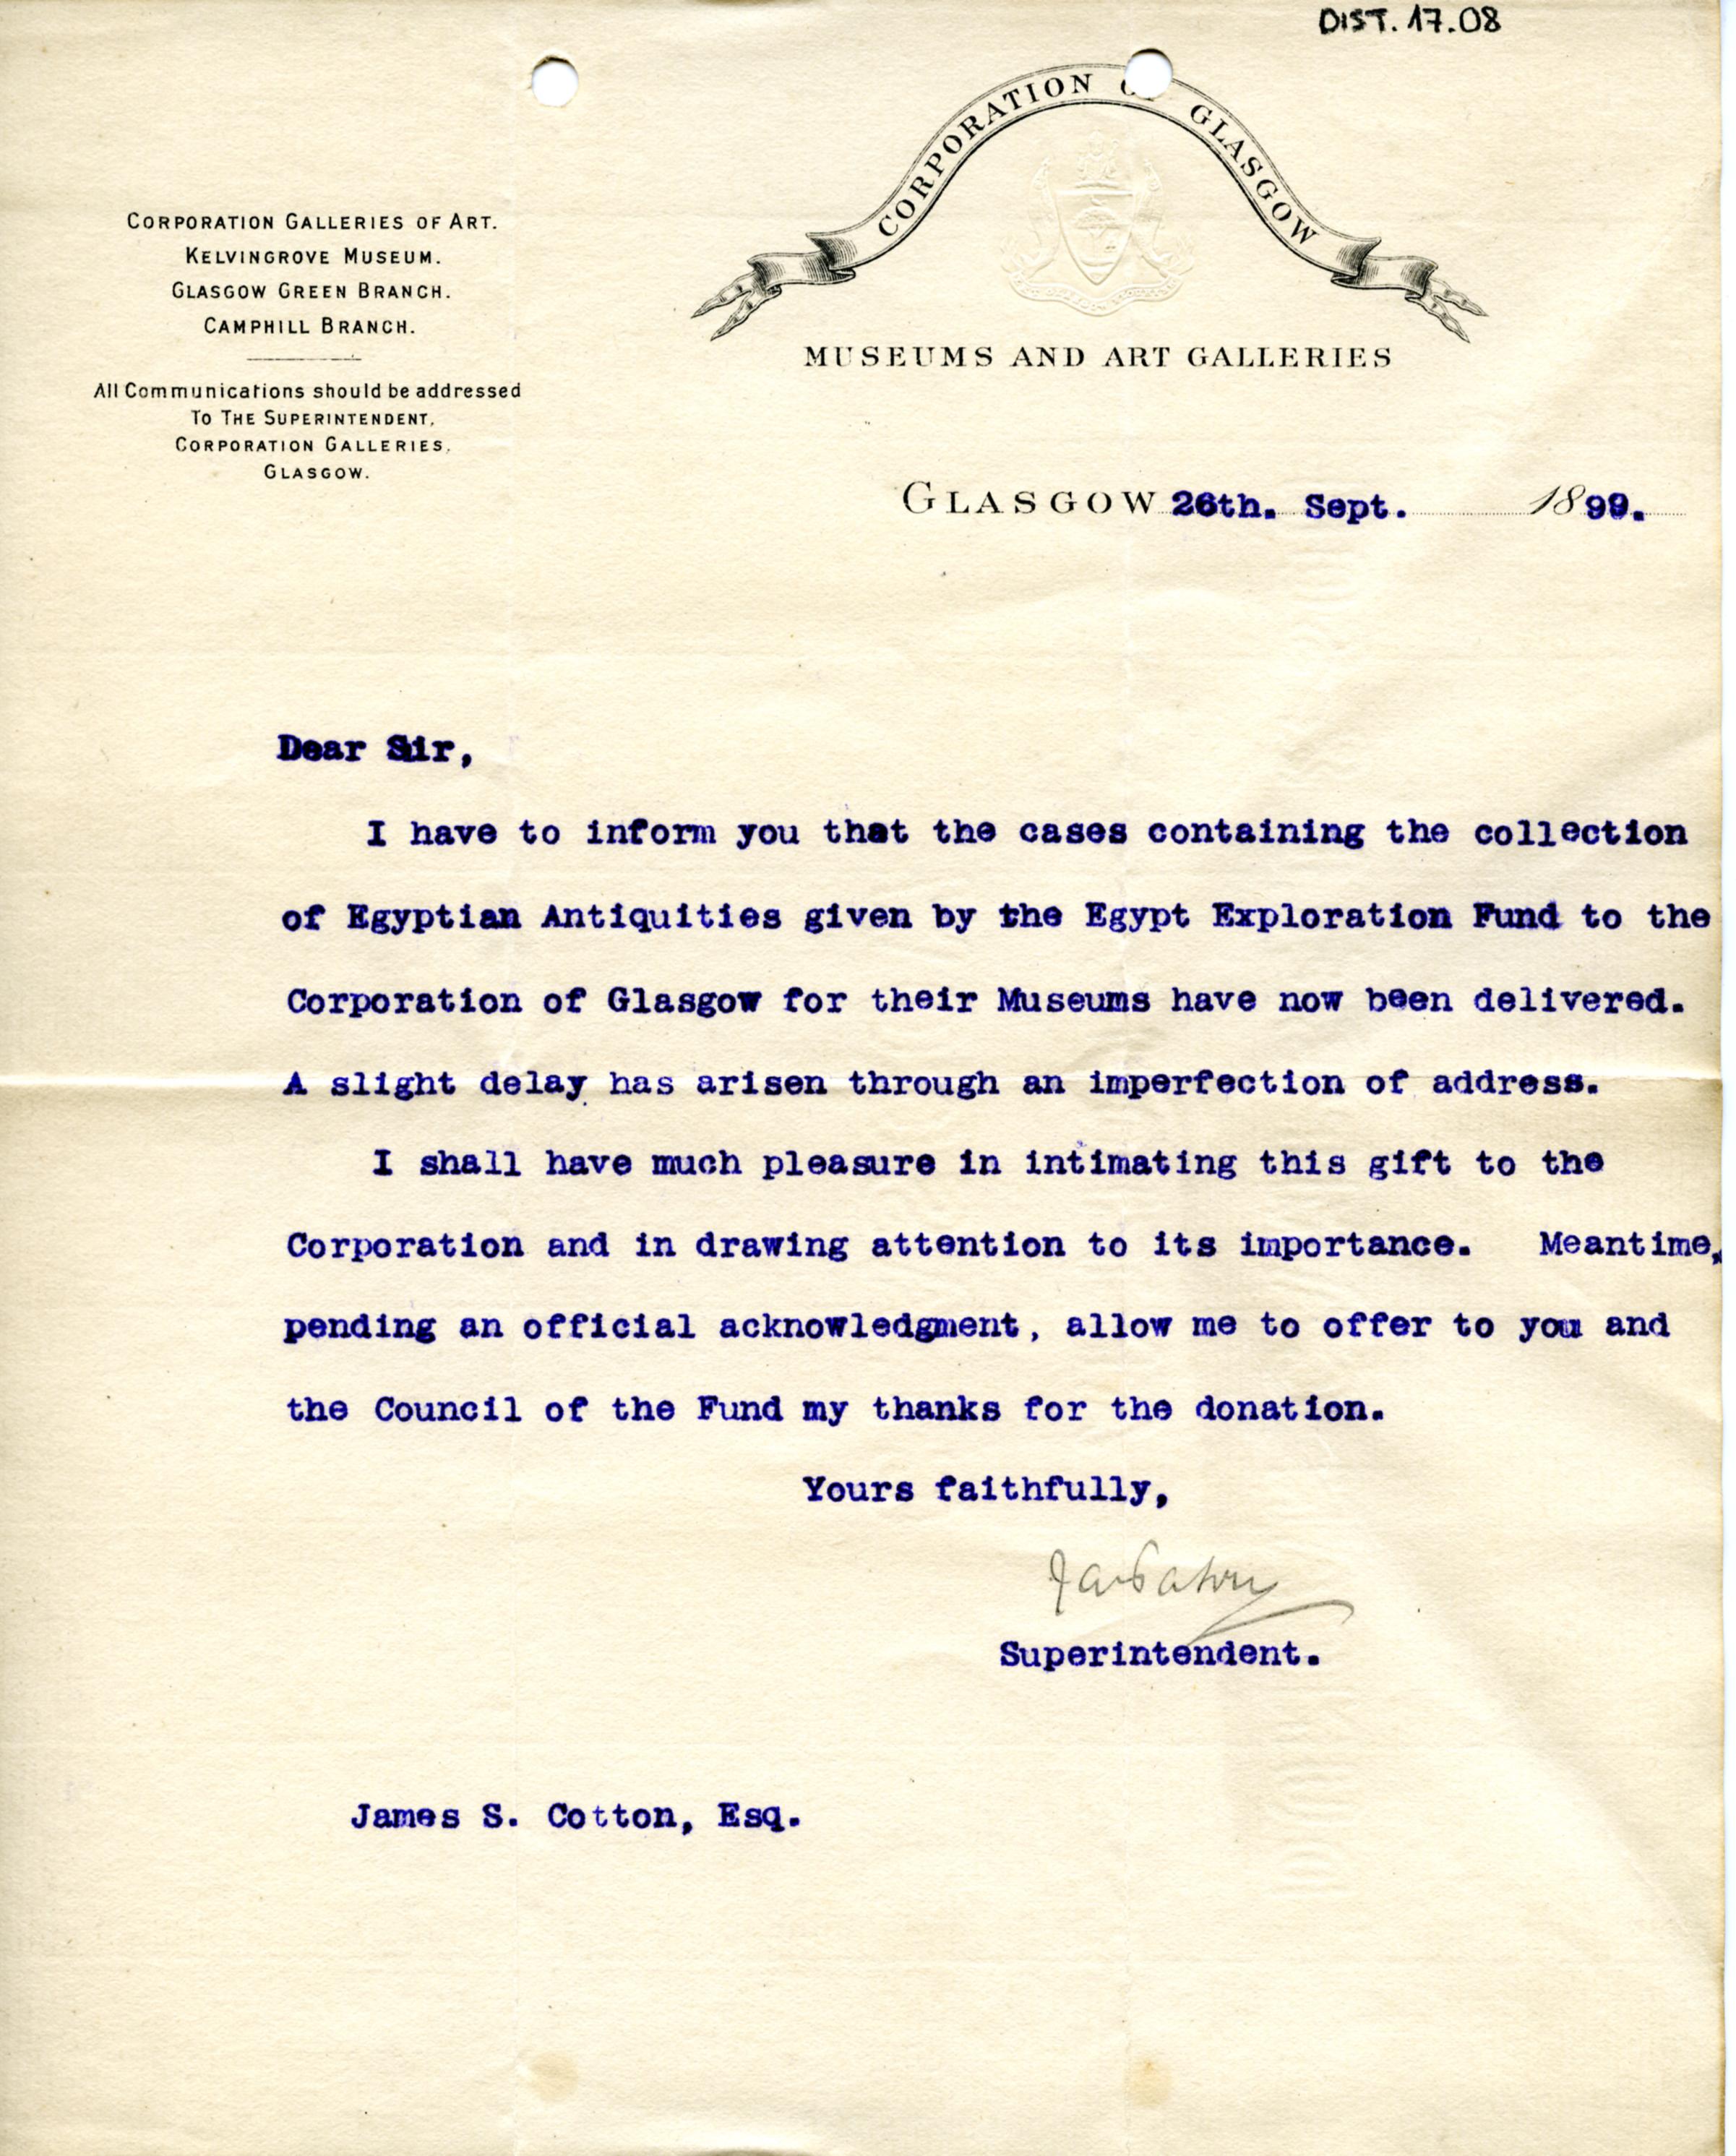 DIST. 17.08
CORPORATION OF GLASGOW
MUSEUMS AND ART GALLERIES
CORPORATION GALLERIES OF ART.
KELVINGROVE MUSEUM.
GLASGOW GREEN BRANCH.
CAMPHILL BRANCH.
All Communications should be addressed
TO THE SUPERINTENDENT,
CORPORATION GALLERIES,
GLASGOW.
GLASGOW 26th. Sept. 1899.
Dear Sir,
I have to inform you that the cases containing the collection
of Egyptian Antiquities given by the Egypt Exploration Fund to the
Corporation of Glasgow for their Museums have now been delivered.
A slight delay has arisen through an imperfection of address.
I shall have much pleasure in intimating this gift to the
Corporation and in drawing attention to its importance. Meantime,
pending an official acknowledgment, allow me to offer to you and
the Council of the Fund my thanks for the donation.
Yours faithfully,
Superintendent.
James S. Cotton, Esq.